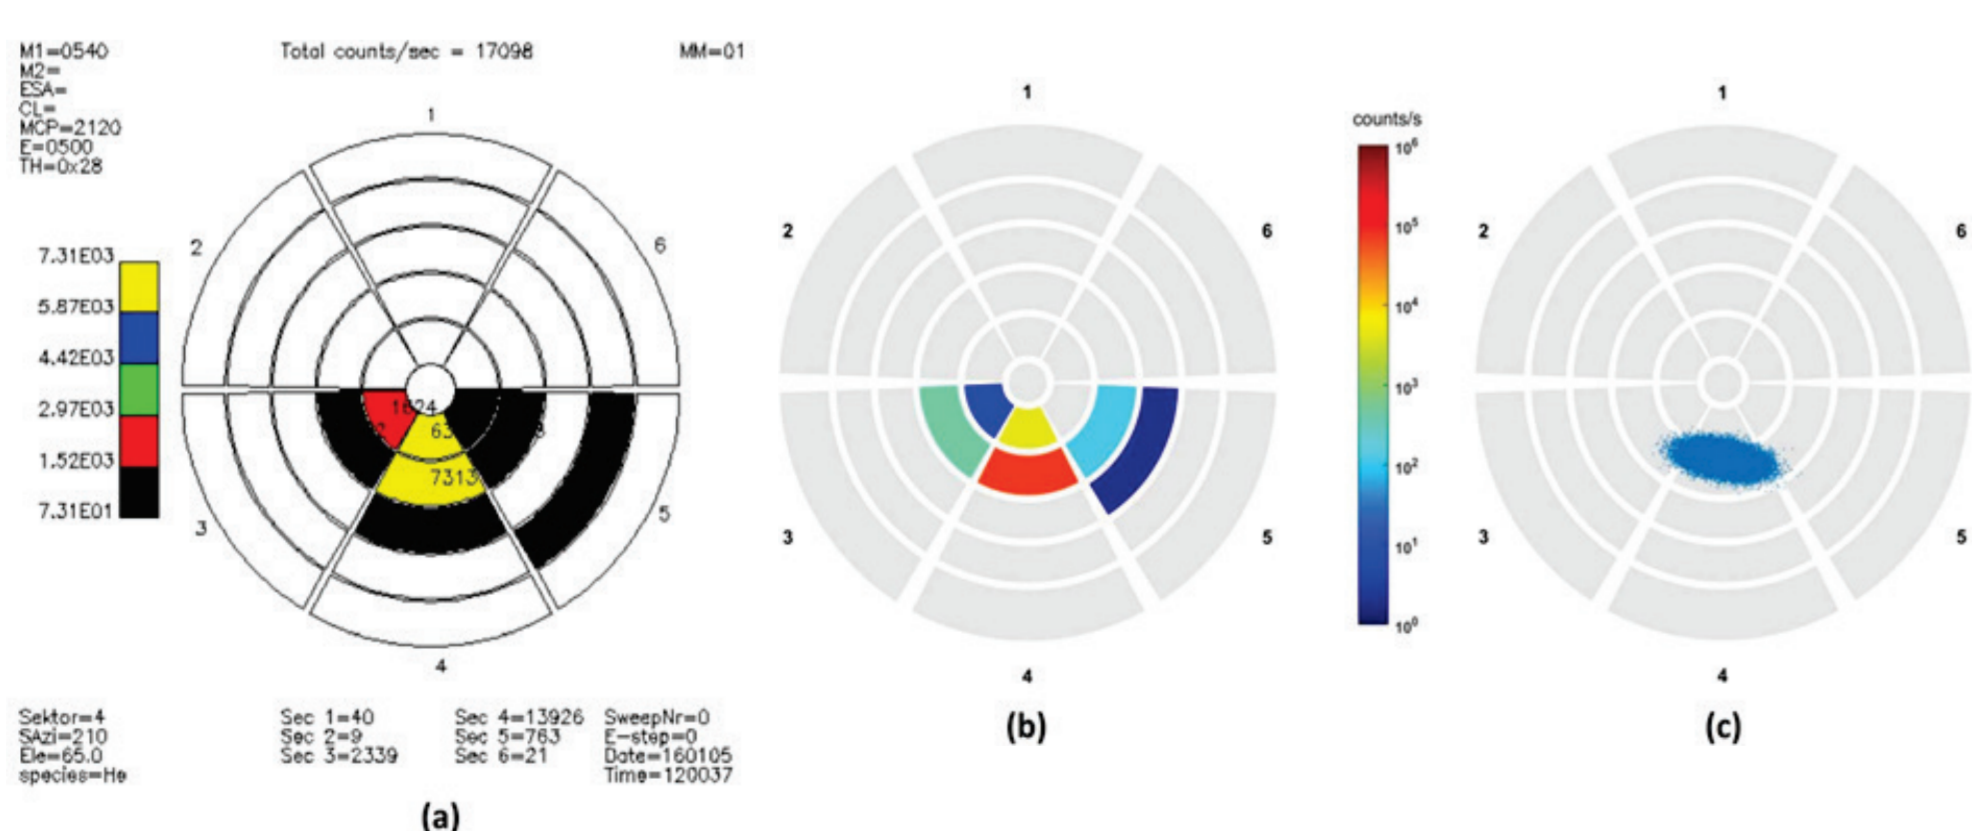 M1=0540
Total counts/sec = 17098
MM=01
M2=
ESA=
CL=
MCP=2120
E=0500
TH=0x28
1
2
6
7.31E03
5.87E03
4.42E03
2.97E03
1.52E03
7.31E01
1624
63
7313
3
5
4
Sektor=4
SAzi=210
Ele=65.0
species=He
Sec 1=40
Sec 2=9
Sec 3=2339
Sec 4=13926
Sec 5=763
Sec 6=21
SweepNr=0
E-step=0
Date=160105
Time=120037
(a)
1
2
6
3
5
4
(b)
counts/s
10⁶
10⁵
10⁴
10³
10²
10¹
10⁰
1
2
6
3
5
4
(c)